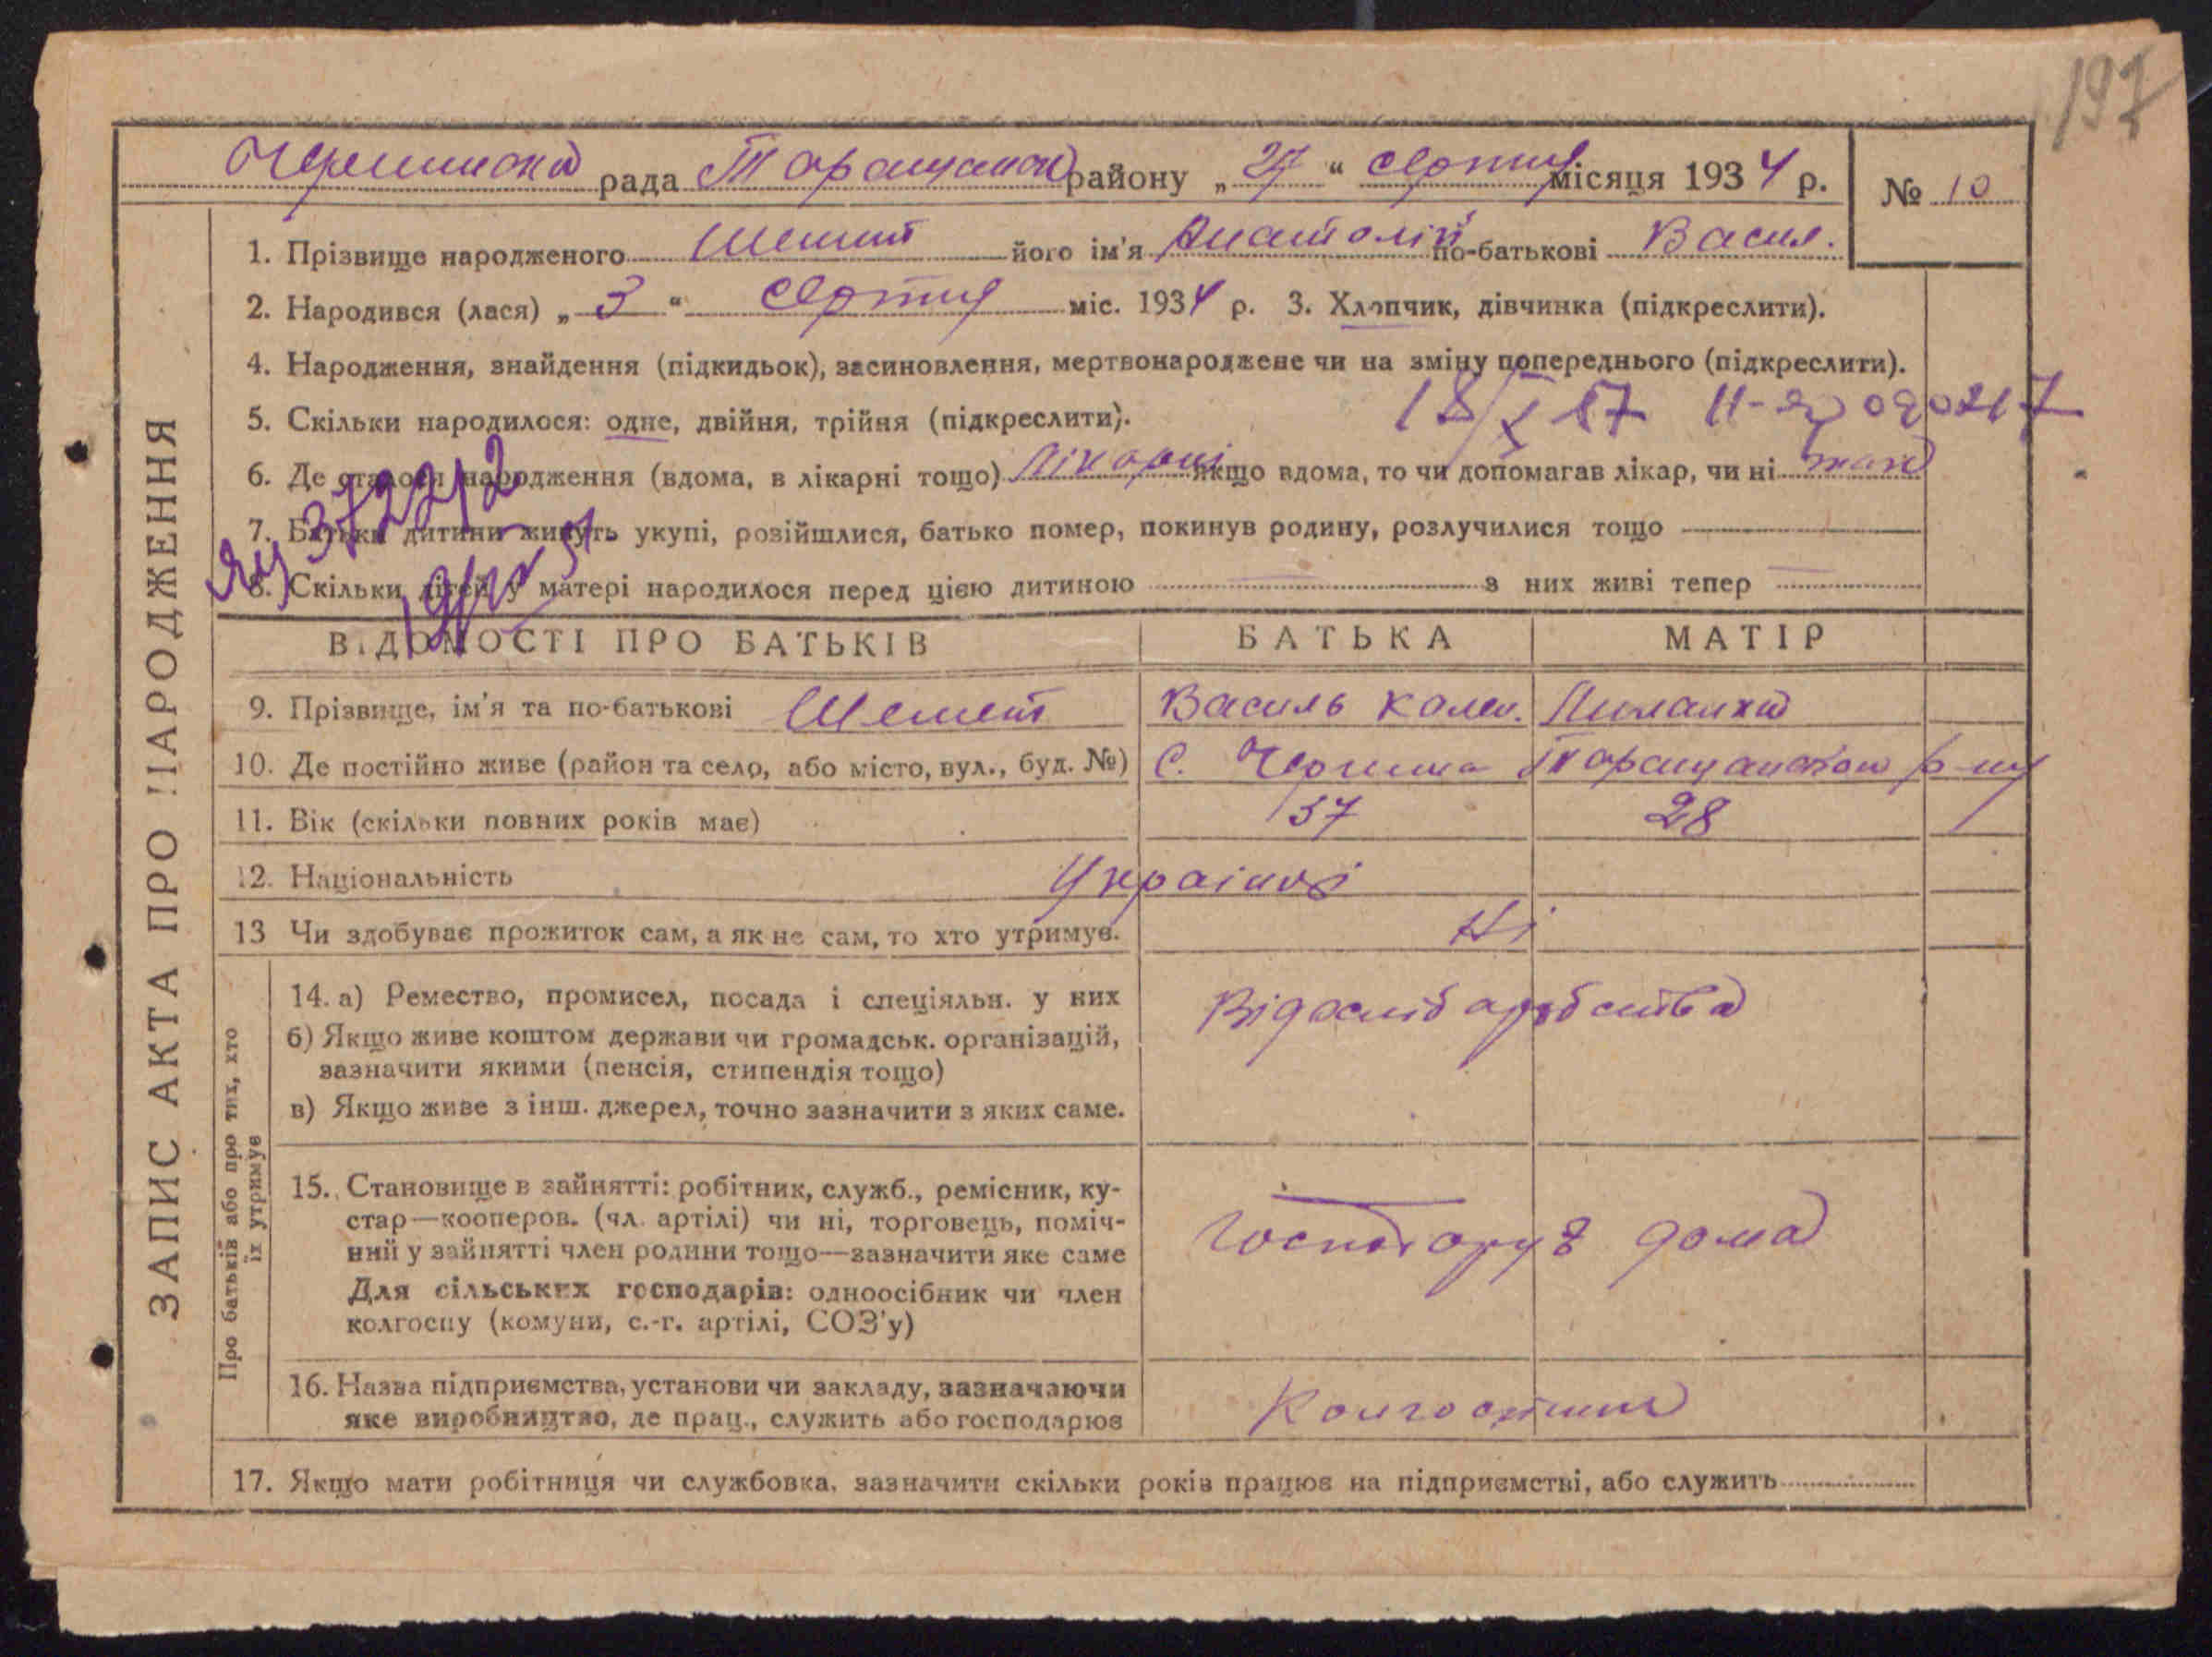 197
рада района „27“ місяця 1934 р. № 10
1. Прізвище народженого Шемет його ім'я Анатолій по-батькові Васил.
2. Народився (лася) „3“ серпня міс. 1934 р. 3. Хлопчик, дівчинка (підкреслити).
4. Народження, знайдення (підкидьок), засиновлення, мертвонароджене чи на зміну попереднього (підкреслити).
5. Скільки народилося: одне, двійня, трійня (підкреслити).
6. Де сталося народження (вдома, в лікарні тощо) лікарні якщо вдома, то чи допомагав лікар, чи ні
7. Батьки дитини живуть укупі, розійшлися, батько помер, покинув родину, розлучилися тощо
8. Скільки дітей у матері народилося перед цією дитиною з них живі тепер
ВІДОМОСТІ ПРО БАТЬКІВ БАТЬКА МАТІР
9. Прізвище, ім'я та по-батькові Шемет Василь
10. Де постійно живе (район та село, або місто, вул., буд. №) с.
11. Вік (скільки повних років має) 37 28
12. Національність Українці
13 Чи здобуває прожиток сам, а як не сам, то хто утримує. Ні
14. а) Ремество, промисел, посада і спеціяльн. у них
б) Якщо живе коштом держави чи громадськ. організацій,
зазначити якими (пенсія, стипендія тощо)
в) Якщо живе з інш. джерел, точно зазначити з яких саме.
15. Становище в зайнятті: робітник, служб., ремісник, ку-
стар—кооперов. (чл. артілі) чи ні, торговець, поміч-
ний у зайнятті член родини тощо—зазначити яке саме
Для сільських господарів: одноосібник чи член
колгоспу (комуни, с.-г. артілі, СОЗ'у)
дома
16. Назва підприємства, установи чи закладу, зазначаючи
яке виробництво, де прац., служить або господарює
17. Якщо мати робітниця чи службовка, зазначити скільки років працює на підприємстві, або служить
ЗАПИС АКТА ПРО НАРОДЖЕННЯ
Про батьків або про тих, хто
їх утримує